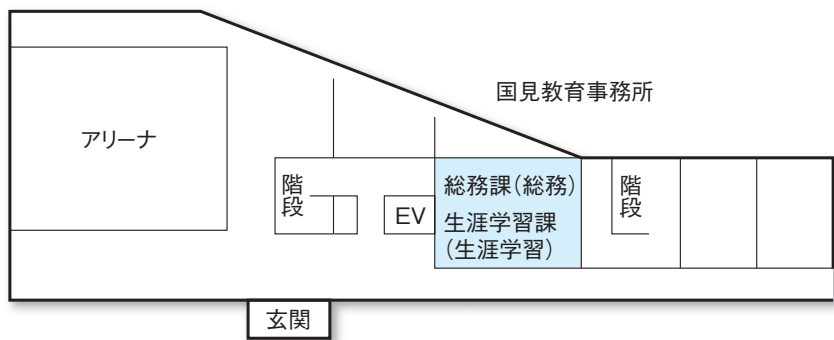 国見教育事務所
アリーナ
階段
EV
総務課(総務)
生涯学習課
(生涯学習)
階段
玄関